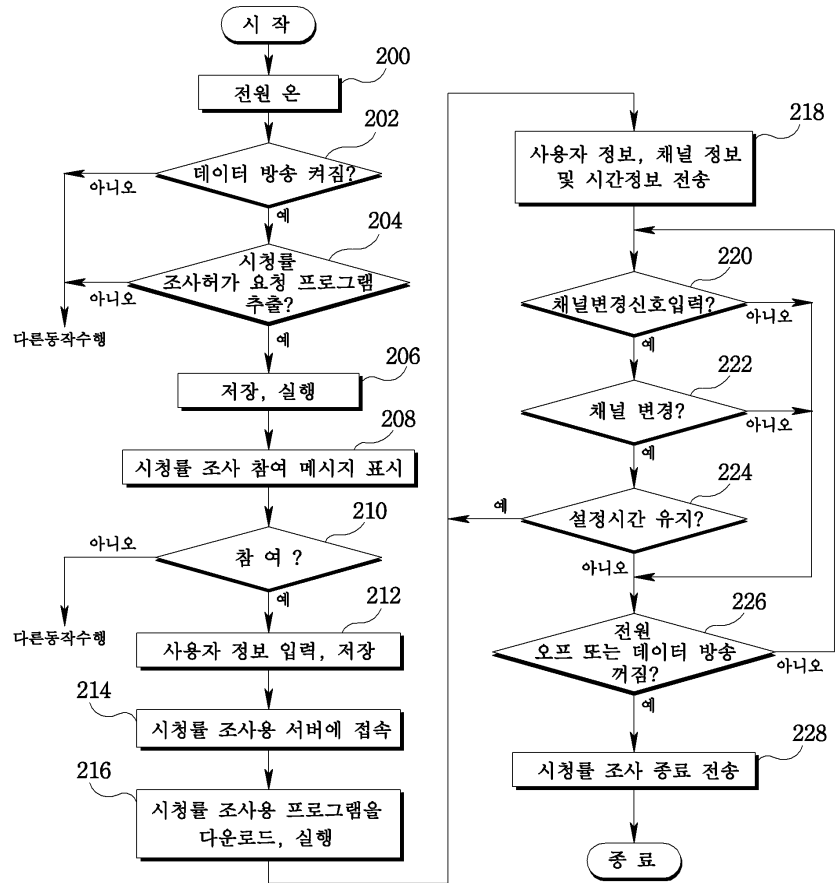 시 작
200
전원 온
202
데이터 방송 켜짐?
아니오
예
204
시청률
조사허가 요청 프로그램
추출?
아니오
예
다른동작수행
206
저장, 실행
208
시청률 조사 참여 메시지 표시
210
참 여 ?
아니오
예
다른동작수행
212
사용자 정보 입력, 저장
214
시청률 조사용 서버에 접속
216
시청률 조사용 프로그램을
다운로드, 실행
218
사용자 정보, 채널 정보
및 시간정보 전송
220
채널변경신호입력?
아니오
예
222
채널 변경?
아니오
예
224
설정시간 유지?
예
아니오
226
전원
오프 또는 데이터 방송
꺼짐?
아니오
예
228
시청률 조사 종료 전송
종 료